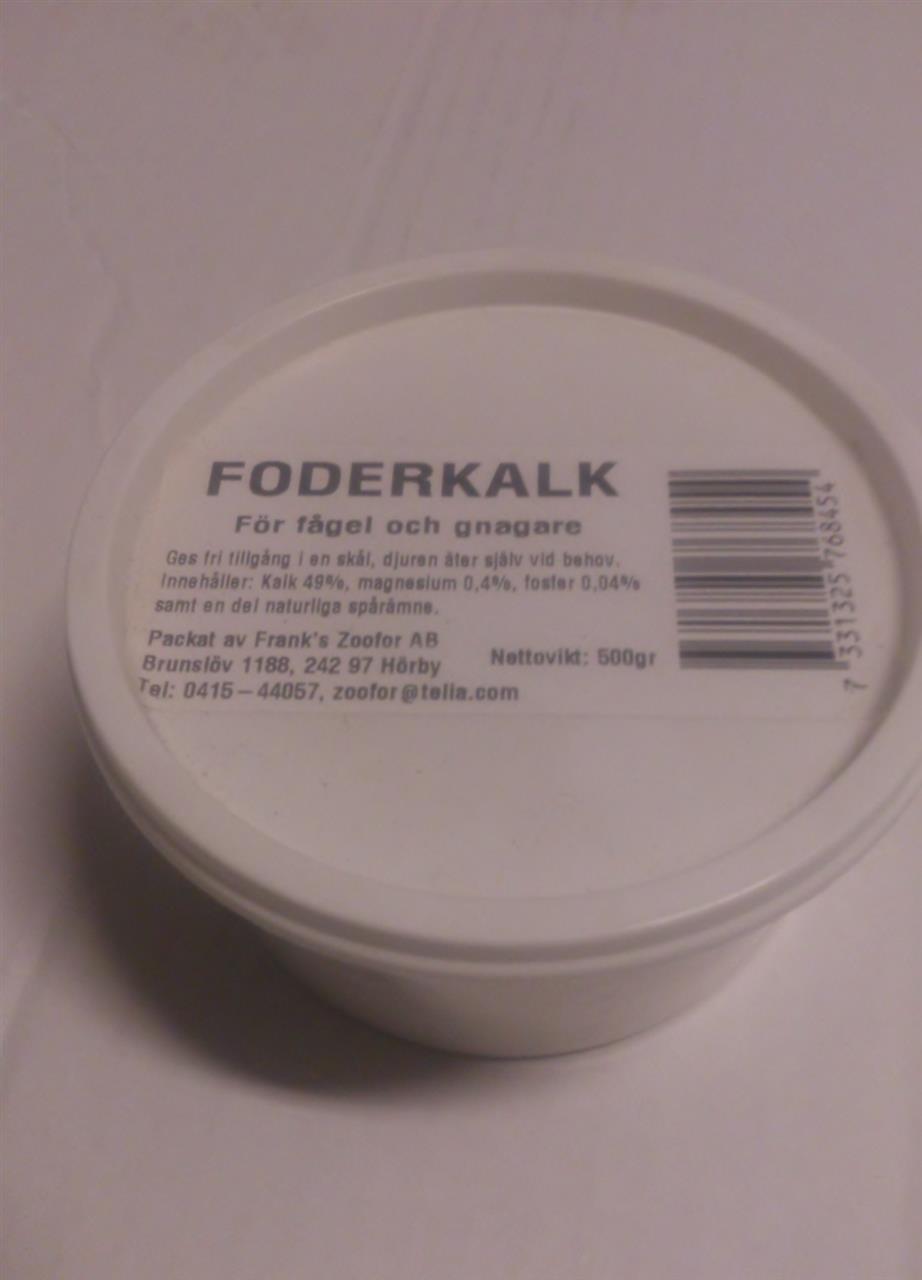 FODERKALK
För fågel och gnagare
Ges fri tillgång i en skål, djuren äter själv vid behov.
Innehåller: Kalk 49%, magnesium 0,4%, fosfor 0,04%
samt en del naturliga spårämne.
Packat av Frank's Zoofor AB
Brunslöv 1188, 242 97 Hörby
Nettovikt: 500gr
Tel: 0415-44057, zoofor@telia.com
7 331325 768454